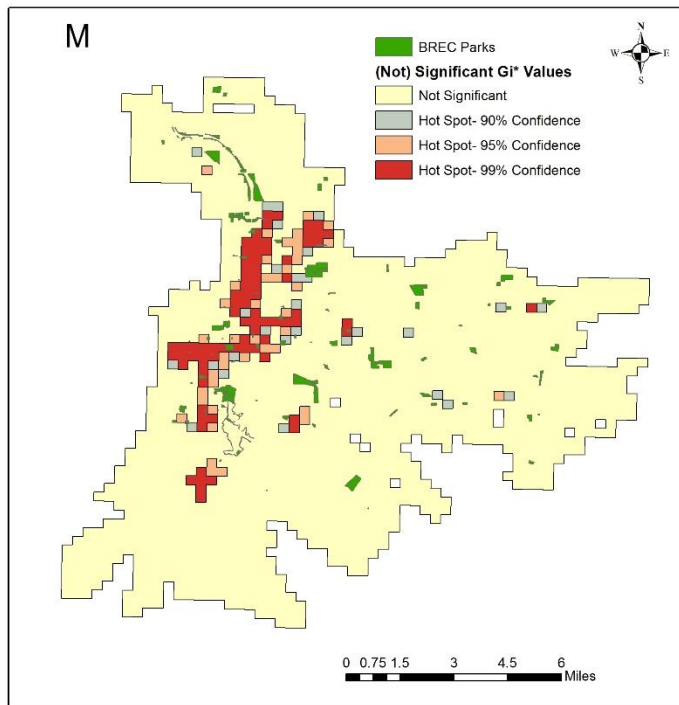 M
BREC Parks
(Not) Significant Gi* Values
Not Significant
Hot Spot- 90% Confidence
Hot Spot- 95% Confidence
Hot Spot- 99% Confidence
N
W E
S
0 0.75 1.5 3 4.5 6
Miles